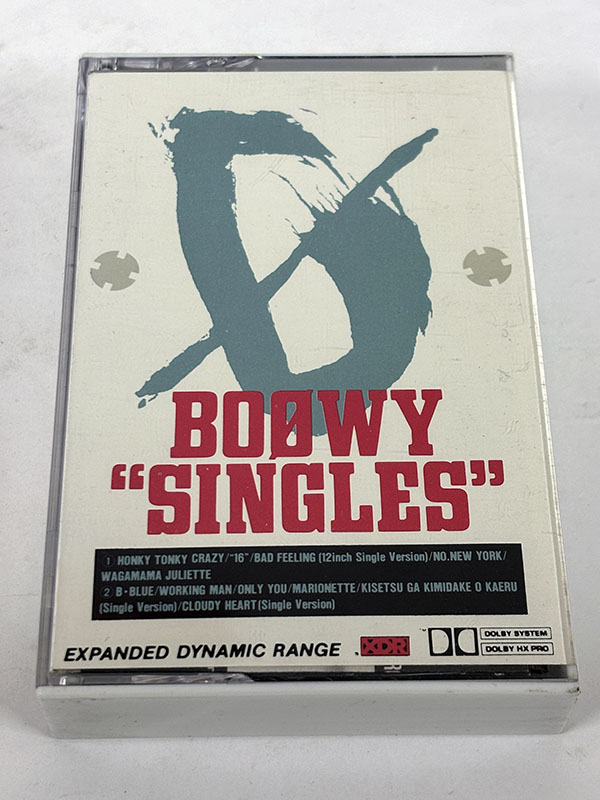 BOØWY
“SINGLES”
① HONKY TONKY CRAZY/“16”/BAD FEELING (12inch Single Version)/NO.NEW YORK/
WAGAMAMA JULIETTE
② B・BLUE/WORKING MAN/ONLY YOU/MARIONETTE/KISETSU GA KIMIDAKE O KAERU
(Single Version)/CLOUDY HEART(Single Version)
EXPANDED DYNAMIC RANGE XDR DOLBY SYSTEM
DOLBY HX PRO